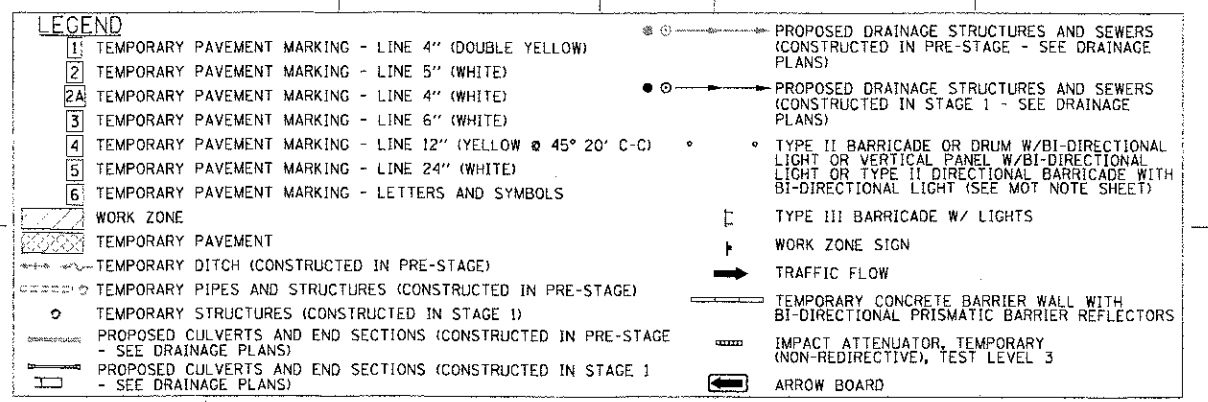 LEGEND
1 TEMPORARY PAVEMENT MARKING - LINE 4" (DOUBLE YELLOW)
2 TEMPORARY PAVEMENT MARKING - LINE 5" (WHITE)
2A TEMPORARY PAVEMENT MARKING - LINE 4" (WHITE)
3 TEMPORARY PAVEMENT MARKING - LINE 6" (WHITE)
4 TEMPORARY PAVEMENT MARKING - LINE 12" (YELLOW @ 45° 20' C-C)
5 TEMPORARY PAVEMENT MARKING - LINE 24" (WHITE)
6 TEMPORARY PAVEMENT MARKING - LETTERS AND SYMBOLS
WORK ZONE
TEMPORARY PAVEMENT
TEMPORARY DITCH (CONSTRUCTED IN PRE-STAGE)
TEMPORARY PIPES AND STRUCTURES (CONSTRUCTED IN PRE-STAGE)
TEMPORARY STRUCTURES (CONSTRUCTED IN STAGE 1)
PROPOSED CULVERTS AND END SECTIONS (CONSTRUCTED IN PRE-STAGE
- SEE DRAINAGE PLANS)
PROPOSED CULVERTS AND END SECTIONS (CONSTRUCTED IN STAGE 1
- SEE DRAINAGE PLANS)
PROPOSED DRAINAGE STRUCTURES AND SEWERS
(CONSTRUCTED IN PRE-STAGE - SEE DRAINAGE
PLANS)
PROPOSED DRAINAGE STRUCTURES AND SEWERS
(CONSTRUCTED IN STAGE 1 - SEE DRAINAGE
PLANS)
TYPE II BARRICADE OR DRUM W/BI-DIRECTIONAL
LIGHT OR VERTICAL PANEL W/BI-DIRECTIONAL
LIGHT OR TYPE II DIRECTIONAL BARRICADE WITH
BI-DIRECTIONAL LIGHT (SEE MOT NOTE SHEET)
TYPE III BARRICADE W/ LIGHTS
WORK ZONE SIGN
TRAFFIC FLOW
TEMPORARY CONCRETE BARRIER WALL WITH
BI-DIRECTIONAL PRISMATIC BARRIER REFLECTORS
IMPACT ATTENUATOR, TEMPORARY
(NON-REDIRECTIVE), TEST LEVEL 3
ARROW BOARD